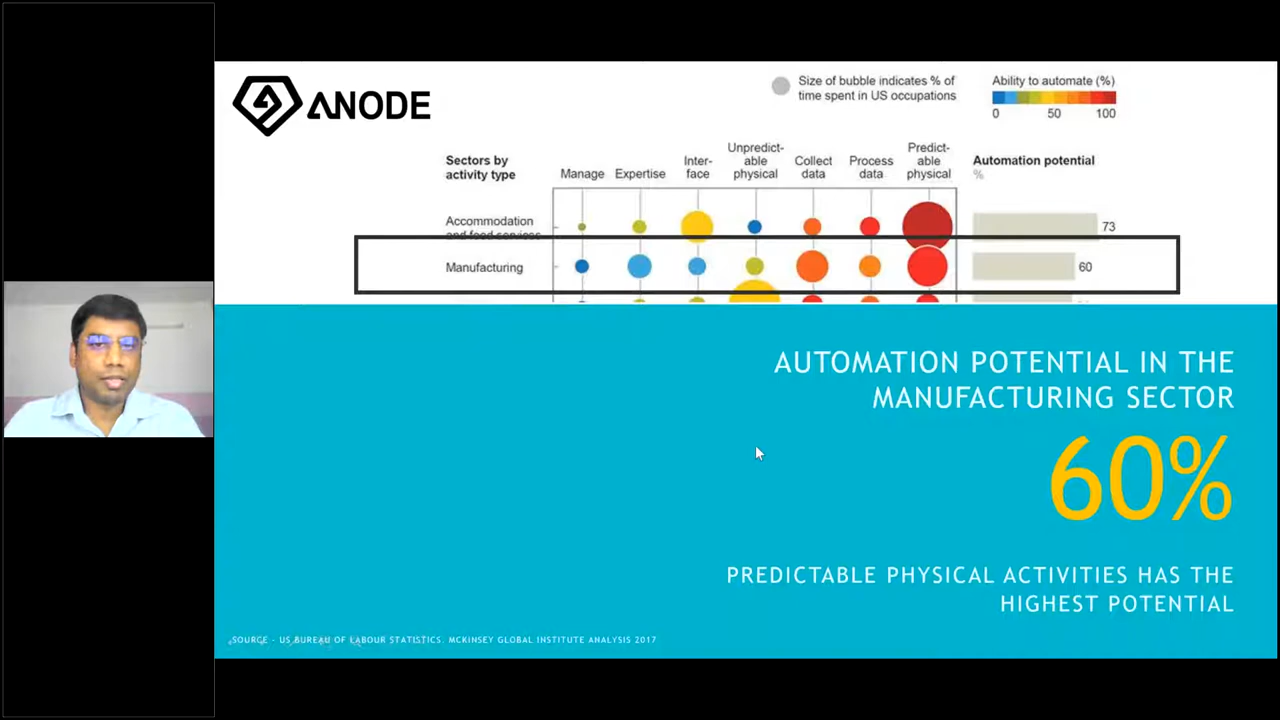 ANODE
Size of bubble indicates % of
time spent in US occupations
Ability to automate (%)
0 50 100
Sectors by
activity type
Manage
Expertise
Inter-
face
Unpredict-
able
physical
Collect
data
Process
data
Predict-
able
physical
Automation potential
%
Accommodation
and food services
73
Manufacturing
60
AUTOMATION POTENTIAL IN THE
MANUFACTURING SECTOR
60%
PREDICTABLE PHYSICAL ACTIVITIES HAS THE
HIGHEST POTENTIAL
SOURCE - US BUREAU OF LABOUR STATISTICS. MCKINSEY GLOBAL INSTITUTE ANALYSIS 2017